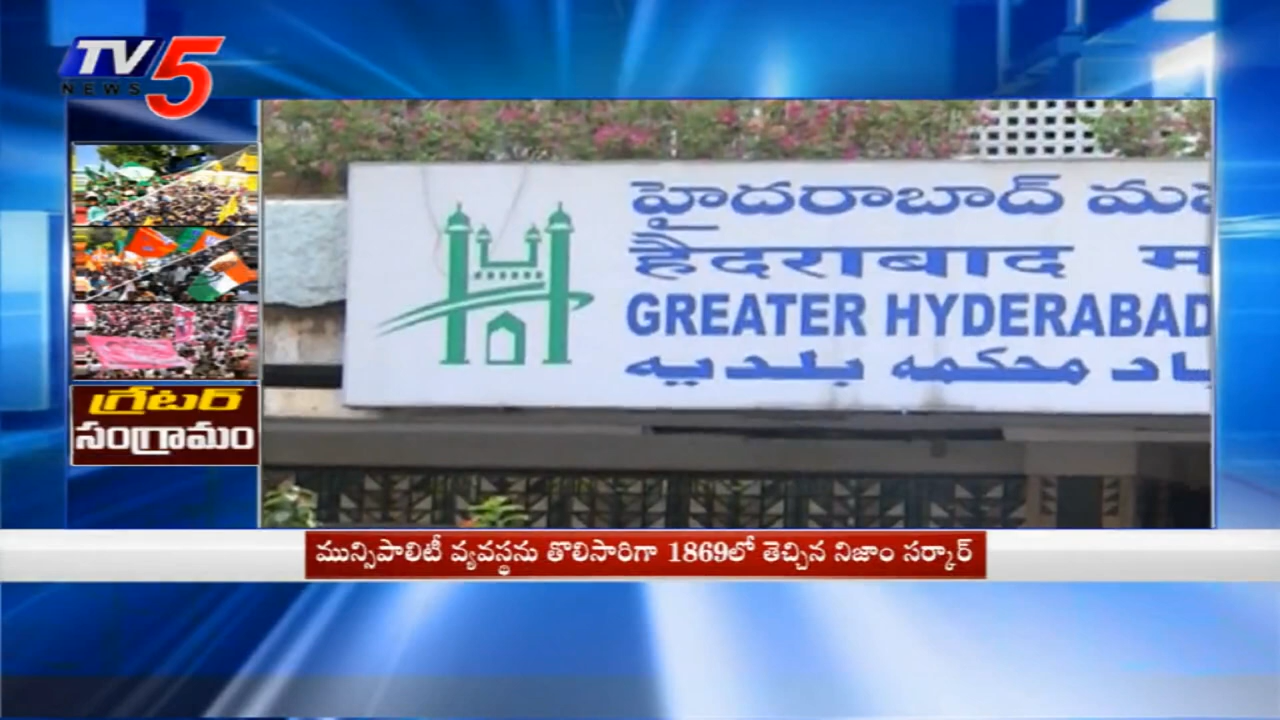 TV5
NEWS
హైదరాబాద్
हैदराबाद
GREATER HYDERABAD
محکمہ بلدیہ
గ్రేటర్
సంగ్రామం
మున్సిపాలిటీ వ్యవస్థను తొలిసారిగా 1869లో తెచ్చిన నిజాం సర్కార్